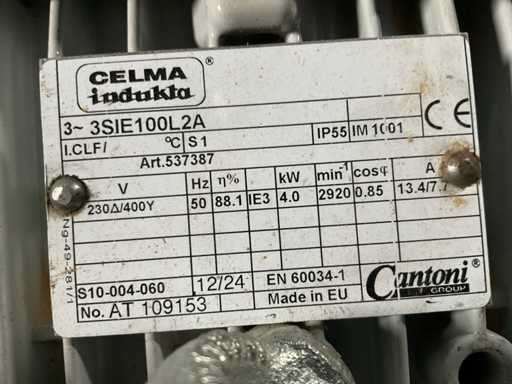 CELMA ®
indukta
3~ 3SIE100L2A IP55 IM 1001 CE
I.CLF/ °C S1
Art.537387
V Hz η% kW min-¹ cosφ A
230Δ/400Y 50 88.1 IE3 4.0 2920 0.85 13.4/7.7
S10-004-060 12/24 EN 60034-1 Cantoni ®
GROUP
No. AT 109153 Made in EU